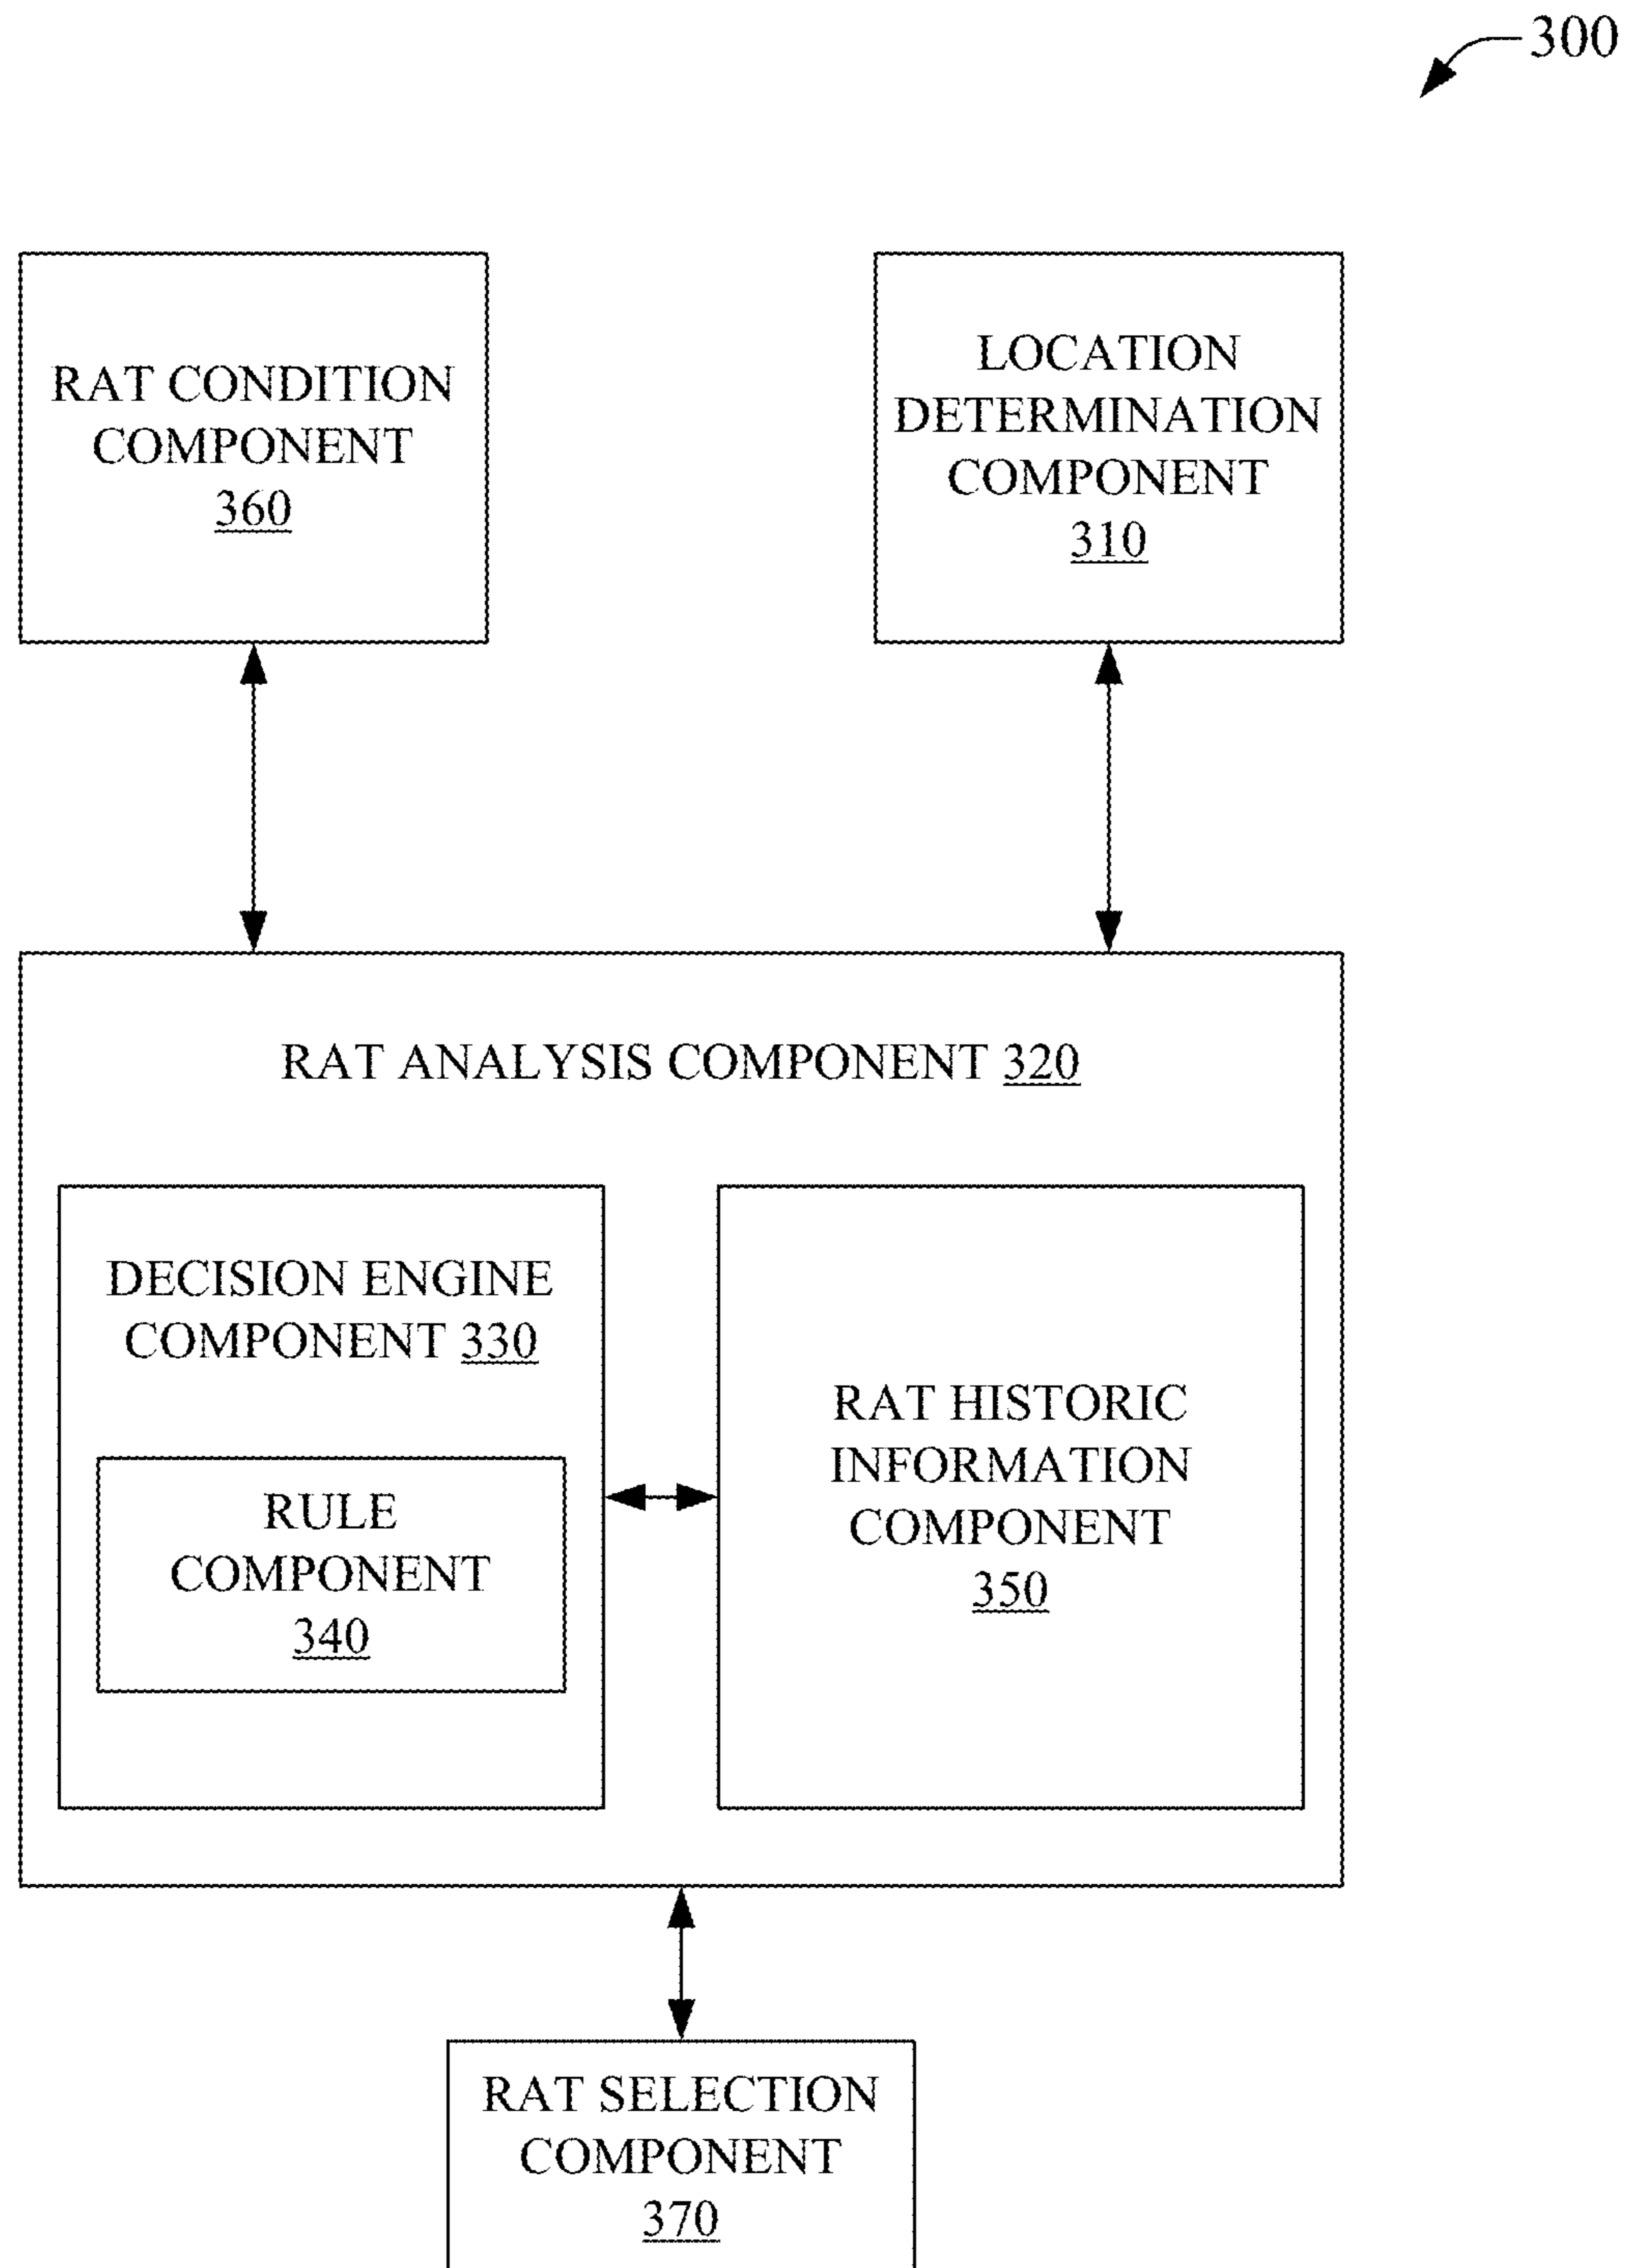 300
RAT CONDITION
COMPONENT
360
LOCATION
DETERMINATION
COMPONENT
310
RAT ANALYSIS COMPONENT 320
DECISION ENGINE
COMPONENT 330
RULE
COMPONENT
340
RAT HISTORIC
INFORMATION
COMPONENT
350
RAT SELECTION
COMPONENT
370